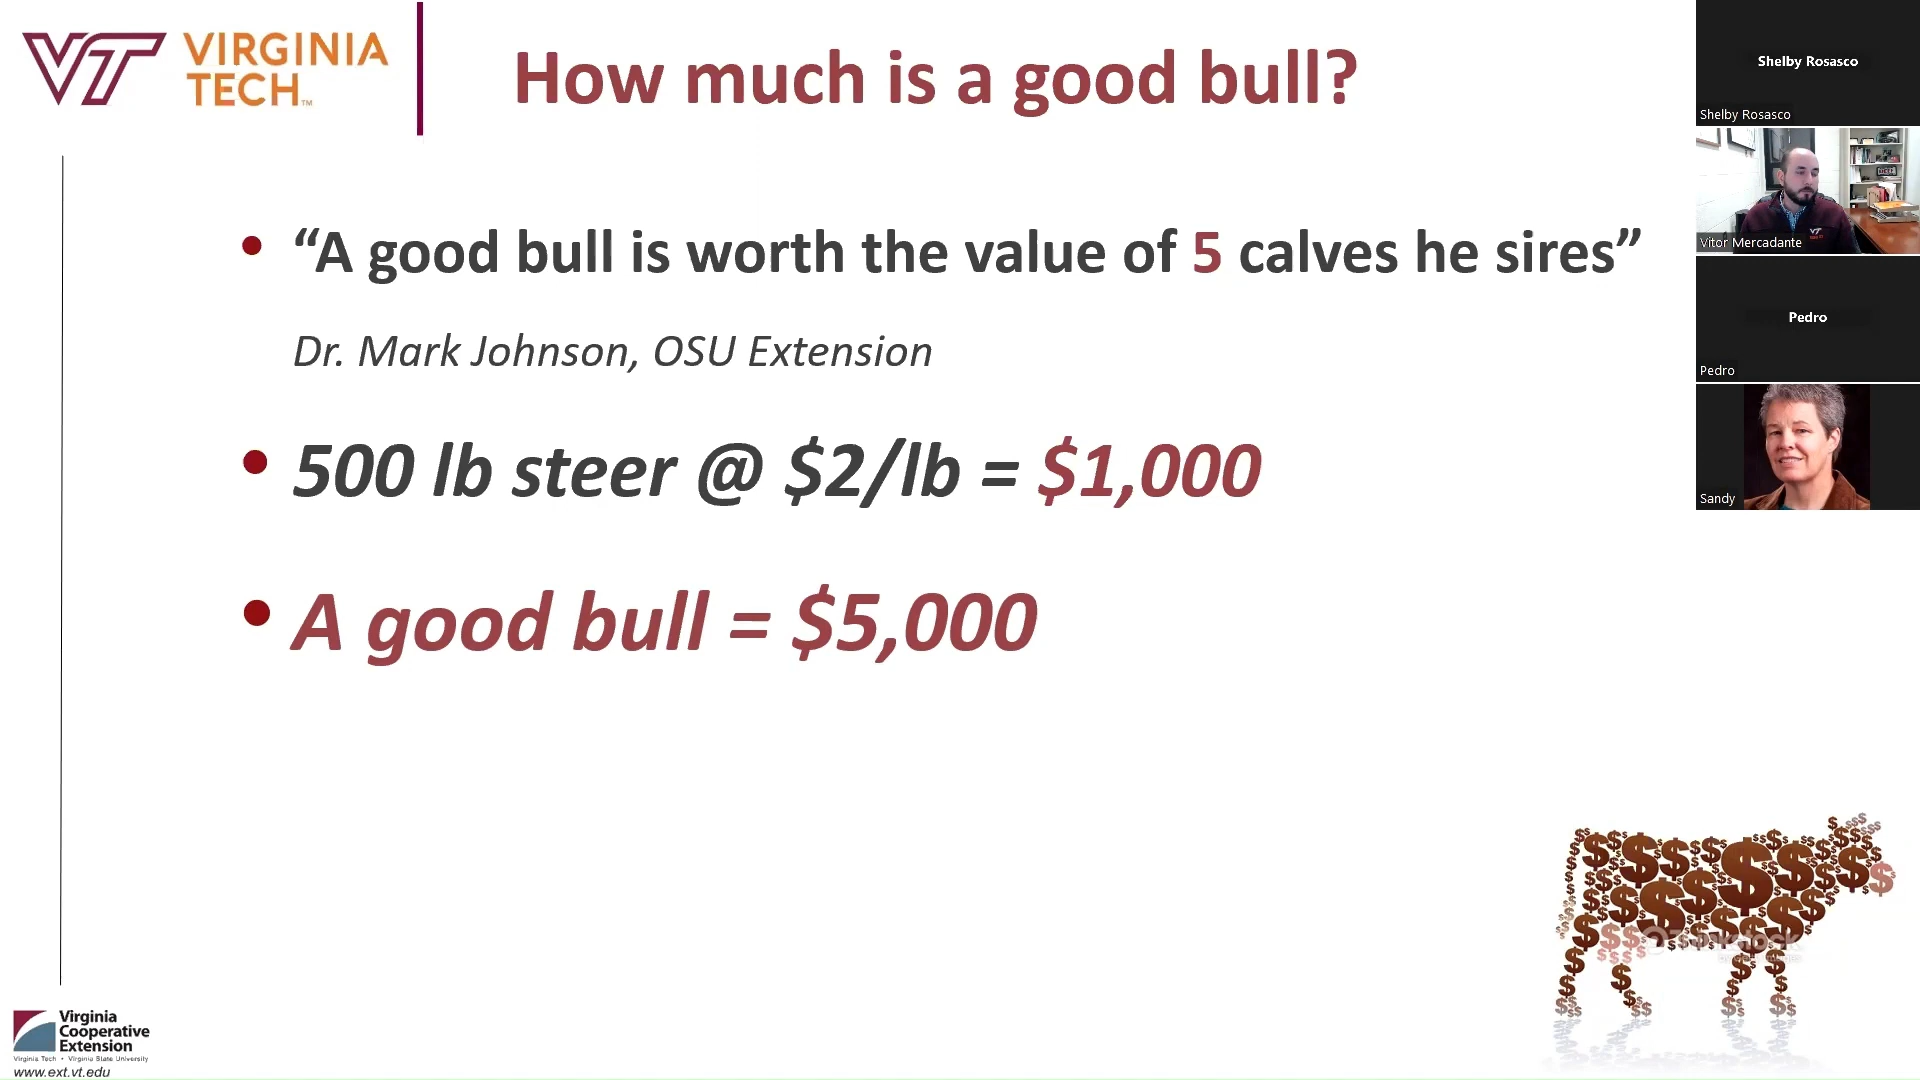 VT VIRGINIA
TECH™
How much is a good bull?
• “A good bull is worth the value of 5 calves he sires”
Dr. Mark Johnson, OSU Extension
• 500 lb steer @ $2/lb = $1,000
• A good bull = $5,000
Virginia
Cooperative
Extension
Virginia Tech • Virginia State University
www.ext.vt.edu
Shelby Rosasco
Shelby Rosasco
Vitor Mercadante
Pedro
Pedro
Sandy